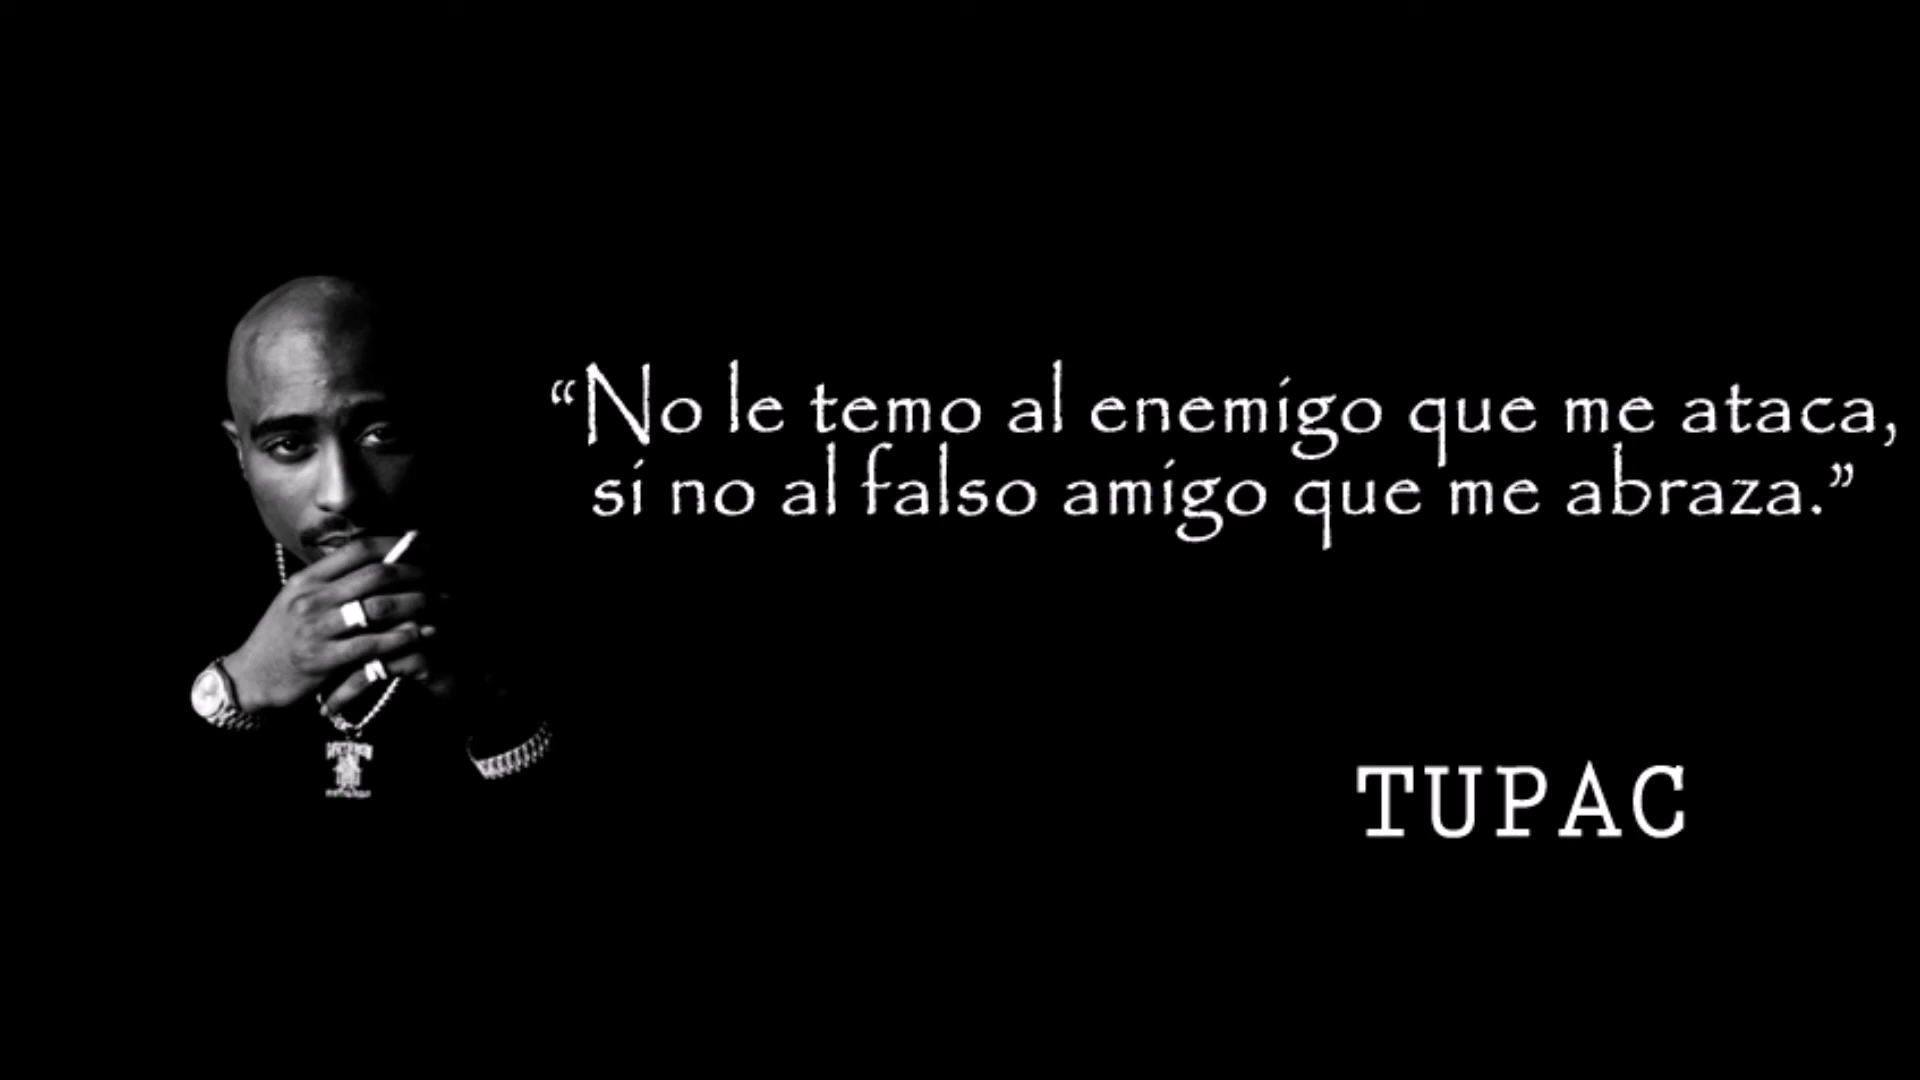 “No le temo al enemigo que me ataca,
si no al falso amigo que me abraza.”
TUPAC